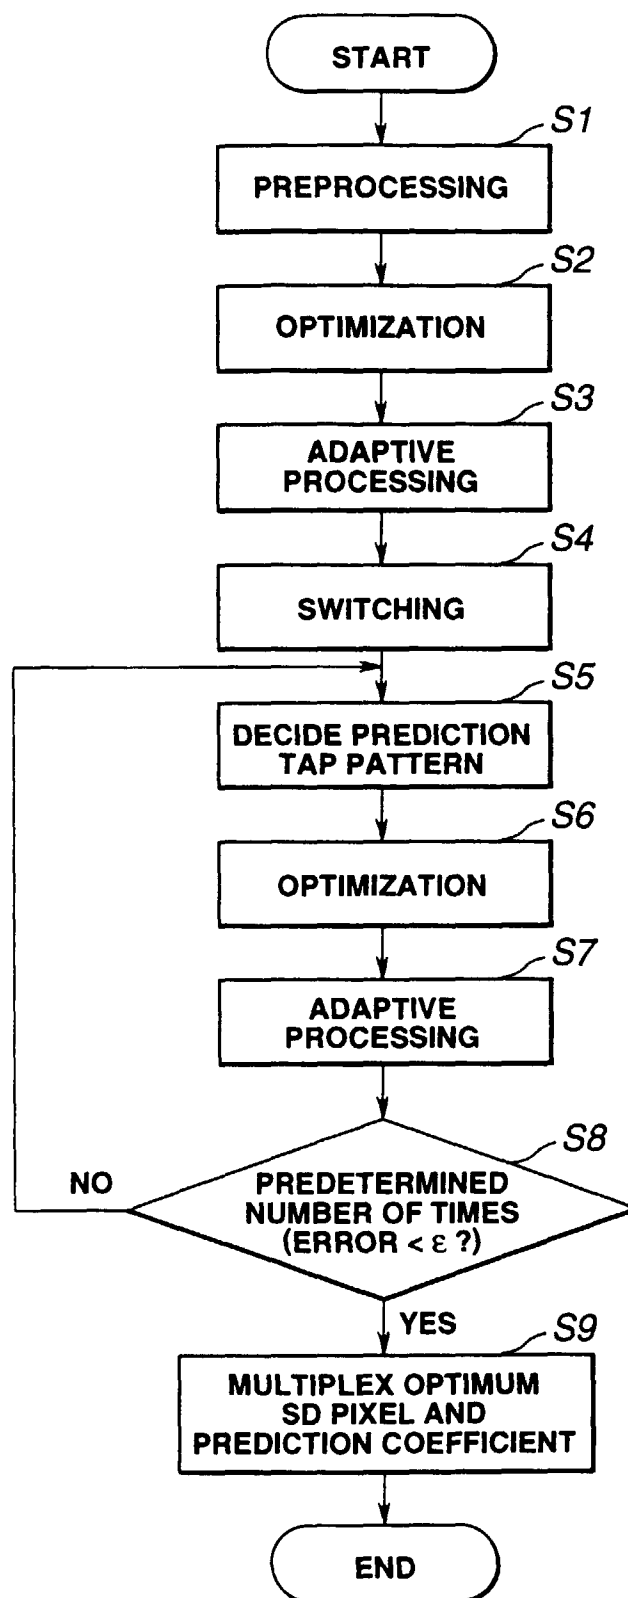 START
S1
PREPROCESSING
S2
OPTIMIZATION
S3
ADAPTIVE
PROCESSING
S4
SWITCHING
S5
DECIDE PREDICTION
TAP PATTERN
S6
OPTIMIZATION
S7
ADAPTIVE
PROCESSING
S8
NO
PREDETERMINED
NUMBER OF TIMES
(ERROR < ε ?)
YES
S9
MULTIPLEX OPTIMUM
SD PIXEL AND
PREDICTION COEFFICIENT
END